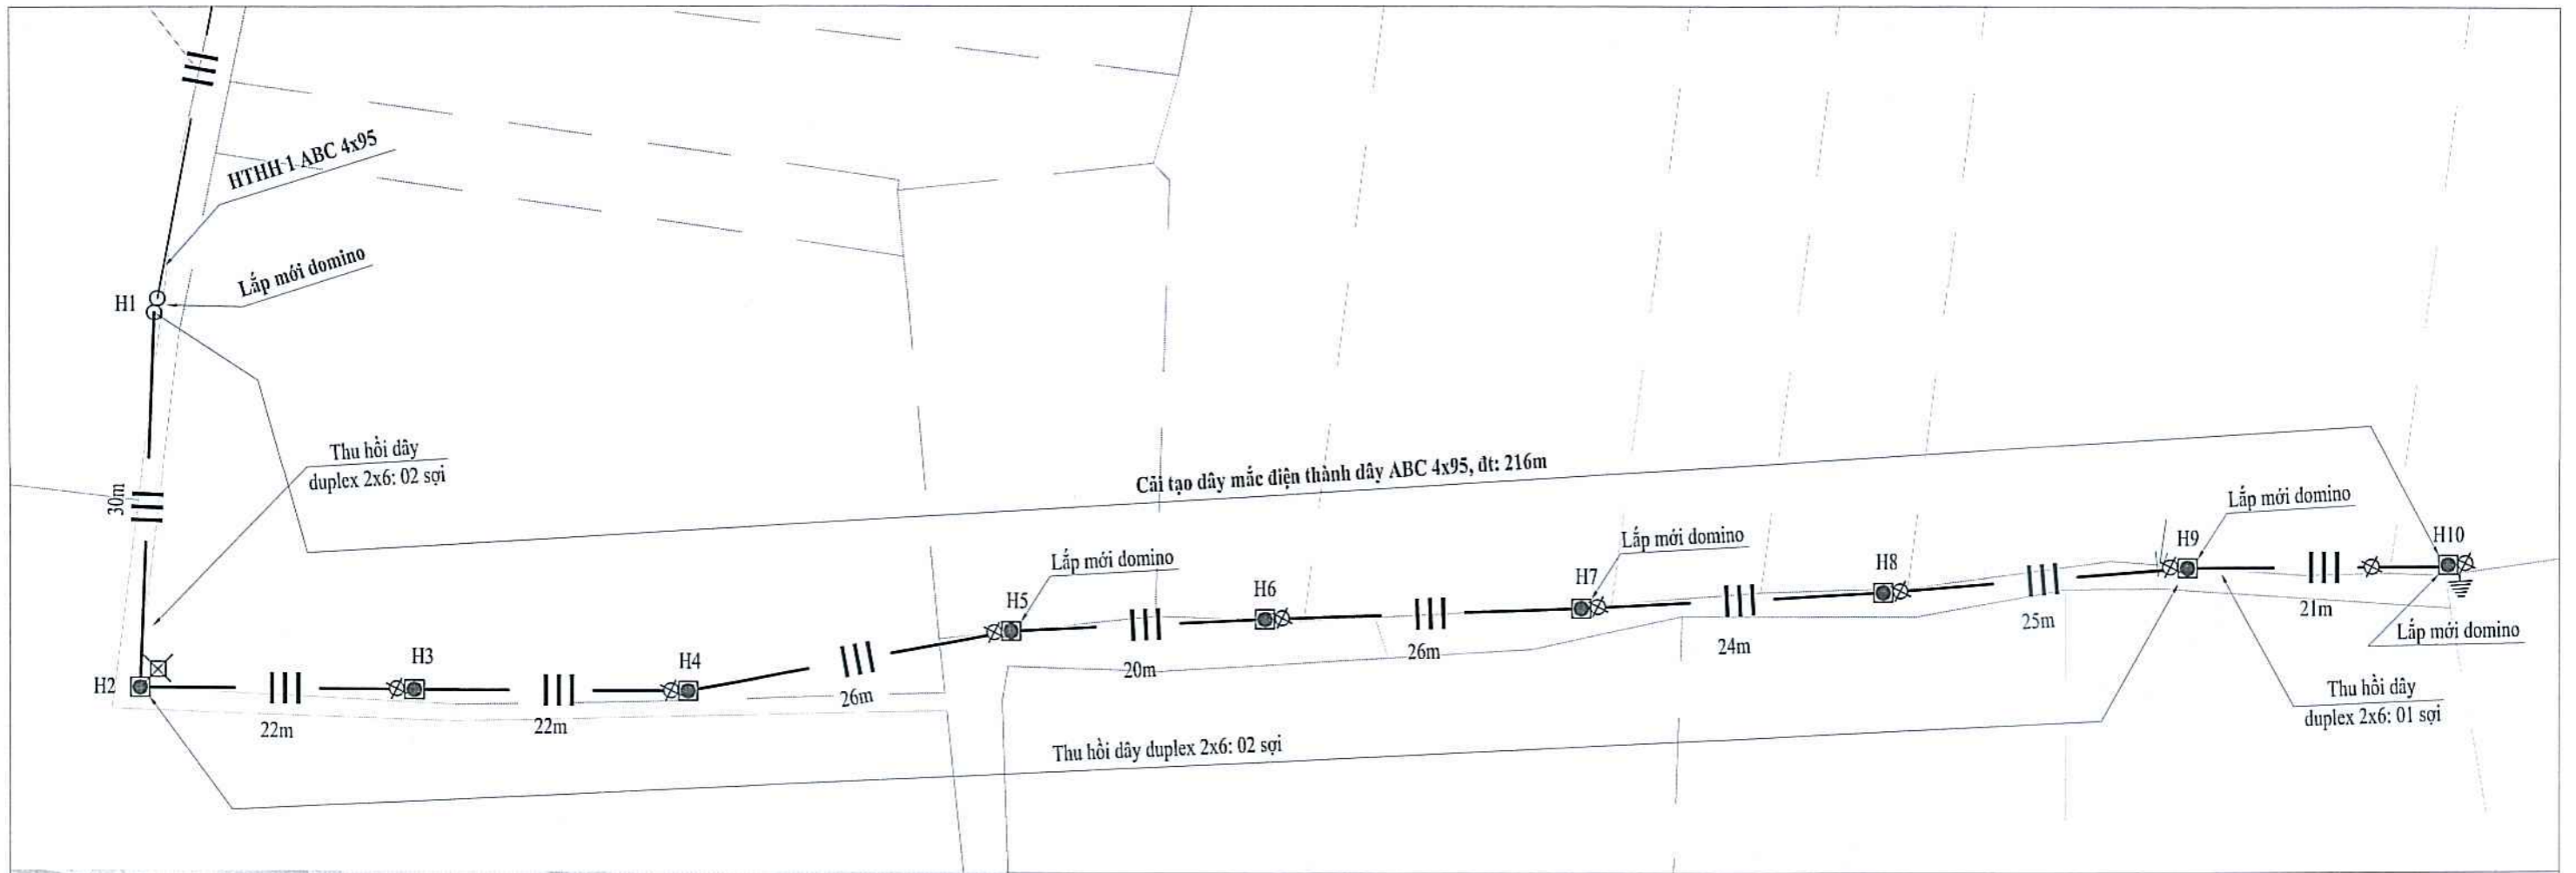 HTHH 1 ABC 4x95
Lắp mới domino
H1
Thu hồi dây
duplex 2x6: 02 sợi
30m
Cải tạo dây mắc điện thành dây ABC 4x95, đt: 216m
Lắp mới domino
H10
Lắp mới domino
H9
Lắp mới domino
H8
H7
H6
H5
21m
25m
Lắp mới domino
24m
26m
20m
H4
H3
H2
26m
Thu hồi dây
duplex 2x6: 01 sợi
22m
22m
Thu hồi dây duplex 2x6: 02 sợi